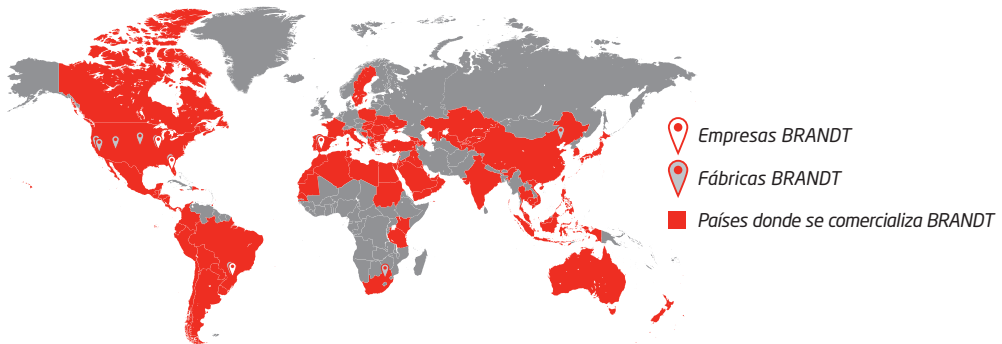 Empresas BRANDT
Fábricas BRANDT
Países donde se comercializa BRANDT